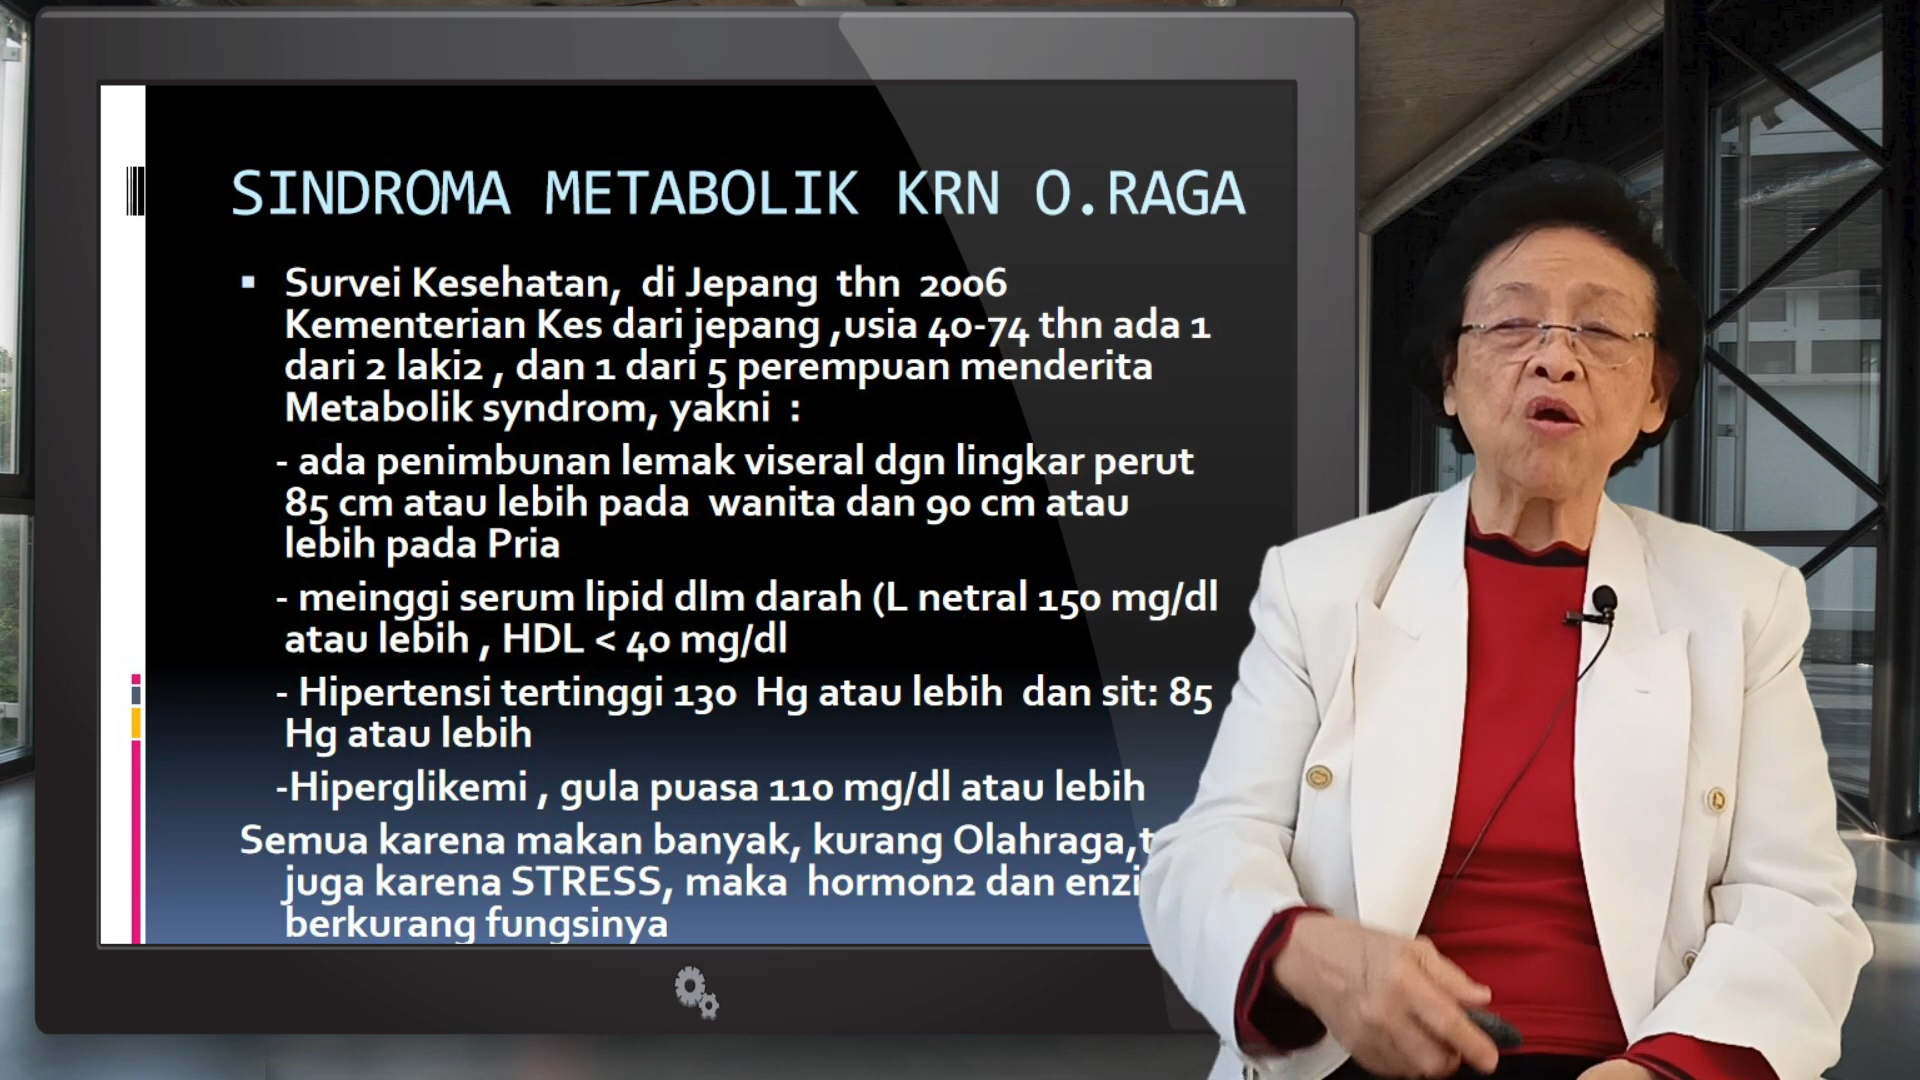 SINDROMA METABOLIK KRN O.RAGA
Survei Kesehatan, di Jepang thn 2006
Kementerian Kes dari jepang ,usia 40-74 thn ada 1
dari 2 laki2 , dan 1 dari 5 perempuan menderita
Metabolik syndrom, yakni :
- ada penimbunan lemak viseral dgn lingkar perut
85 cm atau lebih pada wanita dan 90 cm atau
lebih pada Pria
- meinggi serum lipid dlm darah (L netral 150 mg/dl
atau lebih , HDL < 40 mg/dl
- Hipertensi tertinggi 130 Hg atau lebih dan sit: 85
Hg atau lebih
-Hiperglikemi , gula puasa 110 mg/dl atau lebih
Semua karena makan banyak, kurang Olahraga,
juga karena STRESS, maka hormon2 dan
berkurang fungsinya